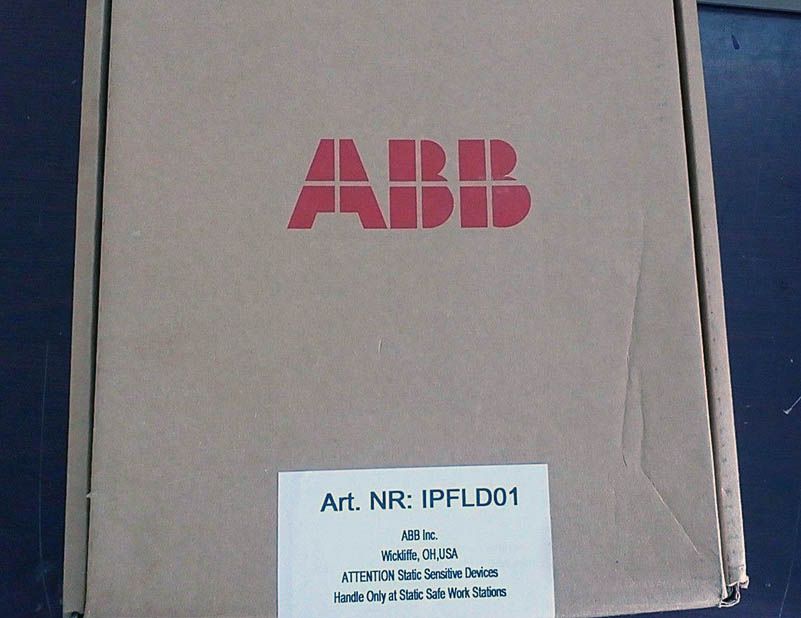 ABB
Art. NR: IPFLD01
ABB Inc.
Wickliffe, OH,USA
ATTENTION Static Sensitive Devices
Handle Only at Static Safe Work Stations